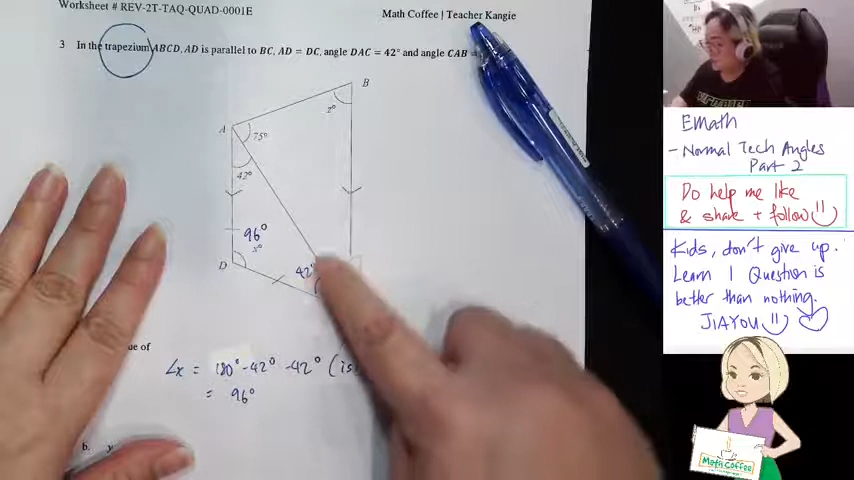 Worksheet # REV-2T-TAQ-QUAD-0001E
Math Coffee | Teacher Kangie
3 In the trapezium ABCD, AD is parallel to BC, AD = DC, angle DAC = 42° and angle CAB =
B
z°
A
75°
42°
96°
x°
D
42°
ue of
∠x = 180° - 42° - 42° (is
= 96°
b. y
EMath
- Normal Tech Angles
Part 2
Do help me like
& share + follow
Kids, don't give up.
Learn 1 Question is
better than nothing.
JIAYOU
Math Coffee